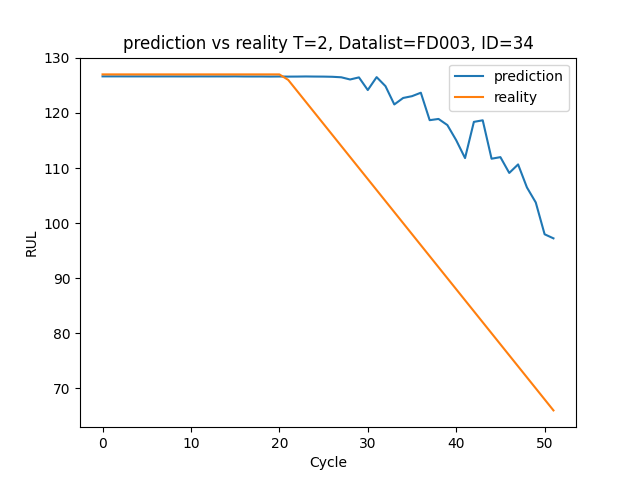 prediction vs reality T=2, Datalist=FD003, ID=34
prediction
reality
RUL
130
120
110
100
90
80
70
0 10 20 30 40 50
Cycle